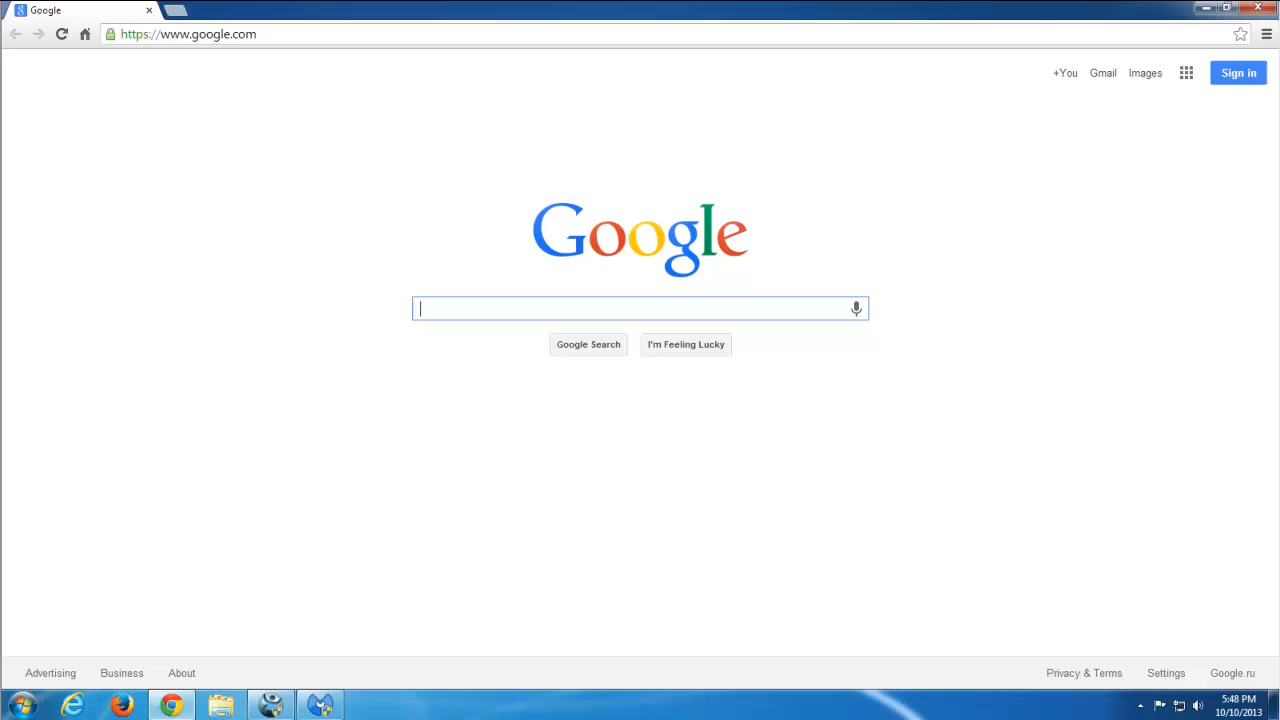 Google
https://www.google.com
+You Gmail Images Sign in
Google
Google Search I'm Feeling Lucky
Advertising Business About Privacy & Terms Settings Google.ru
5:48 PM
10/10/2013